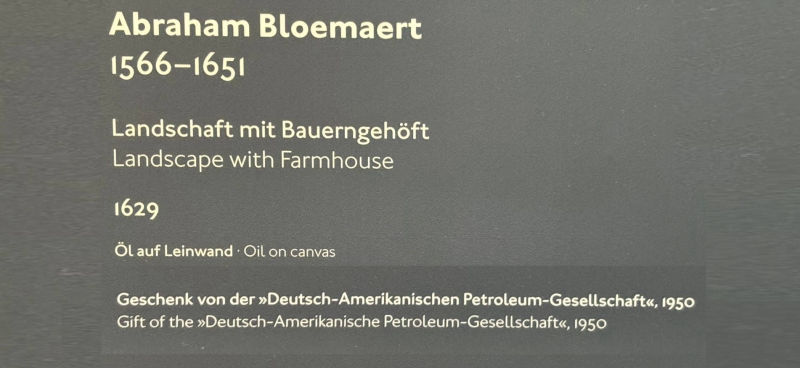 Abraham Bloemaert
1566–1651
Landschaft mit Bauerngehöft
Landscape with Farmhouse
1629
Öl auf Leinwand · Oil on canvas
Geschenk von der »Deutsch-Amerikanischen Petroleum-Gesellschaft«, 1950
Gift of the »Deutsch-Amerikanische Petroleum-Gesellschaft«, 1950